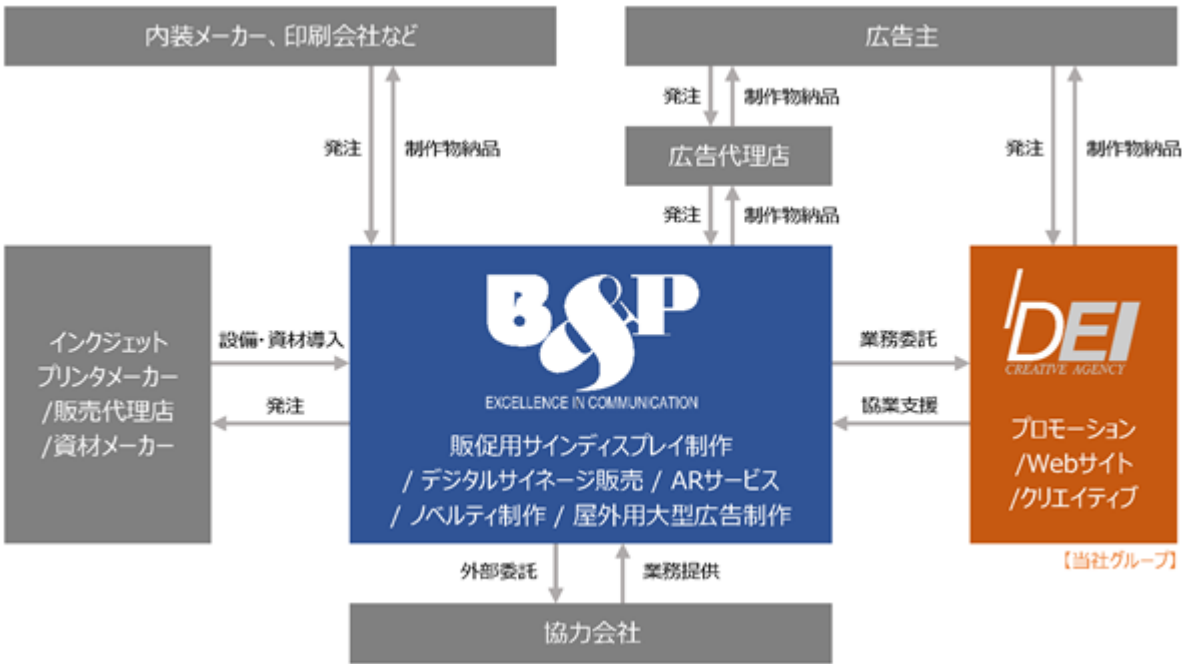 内装メーカー、印刷会社など
広告主
発注
制作物納品
広告代理店
発注
制作物納品
発注
制作物納品
発注
制作物納品
インクジェット
プリンタメーカー
/販売代理店
/資材メーカー
設備・資材導入
発注
B&P
EXCELLENCE IN COMMUNICATION
販促用サインディスプレイ制作
/ デジタルサイネージ販売 / ARサービス
/ ノベルティ制作 / 屋外用大型広告制作
業務委託
協業支援
IDEI
CREATIVE AGENCY
プロモーション
/Webサイト
/クリエイティブ
【当社グループ】
外部委託
業務提供
協力会社